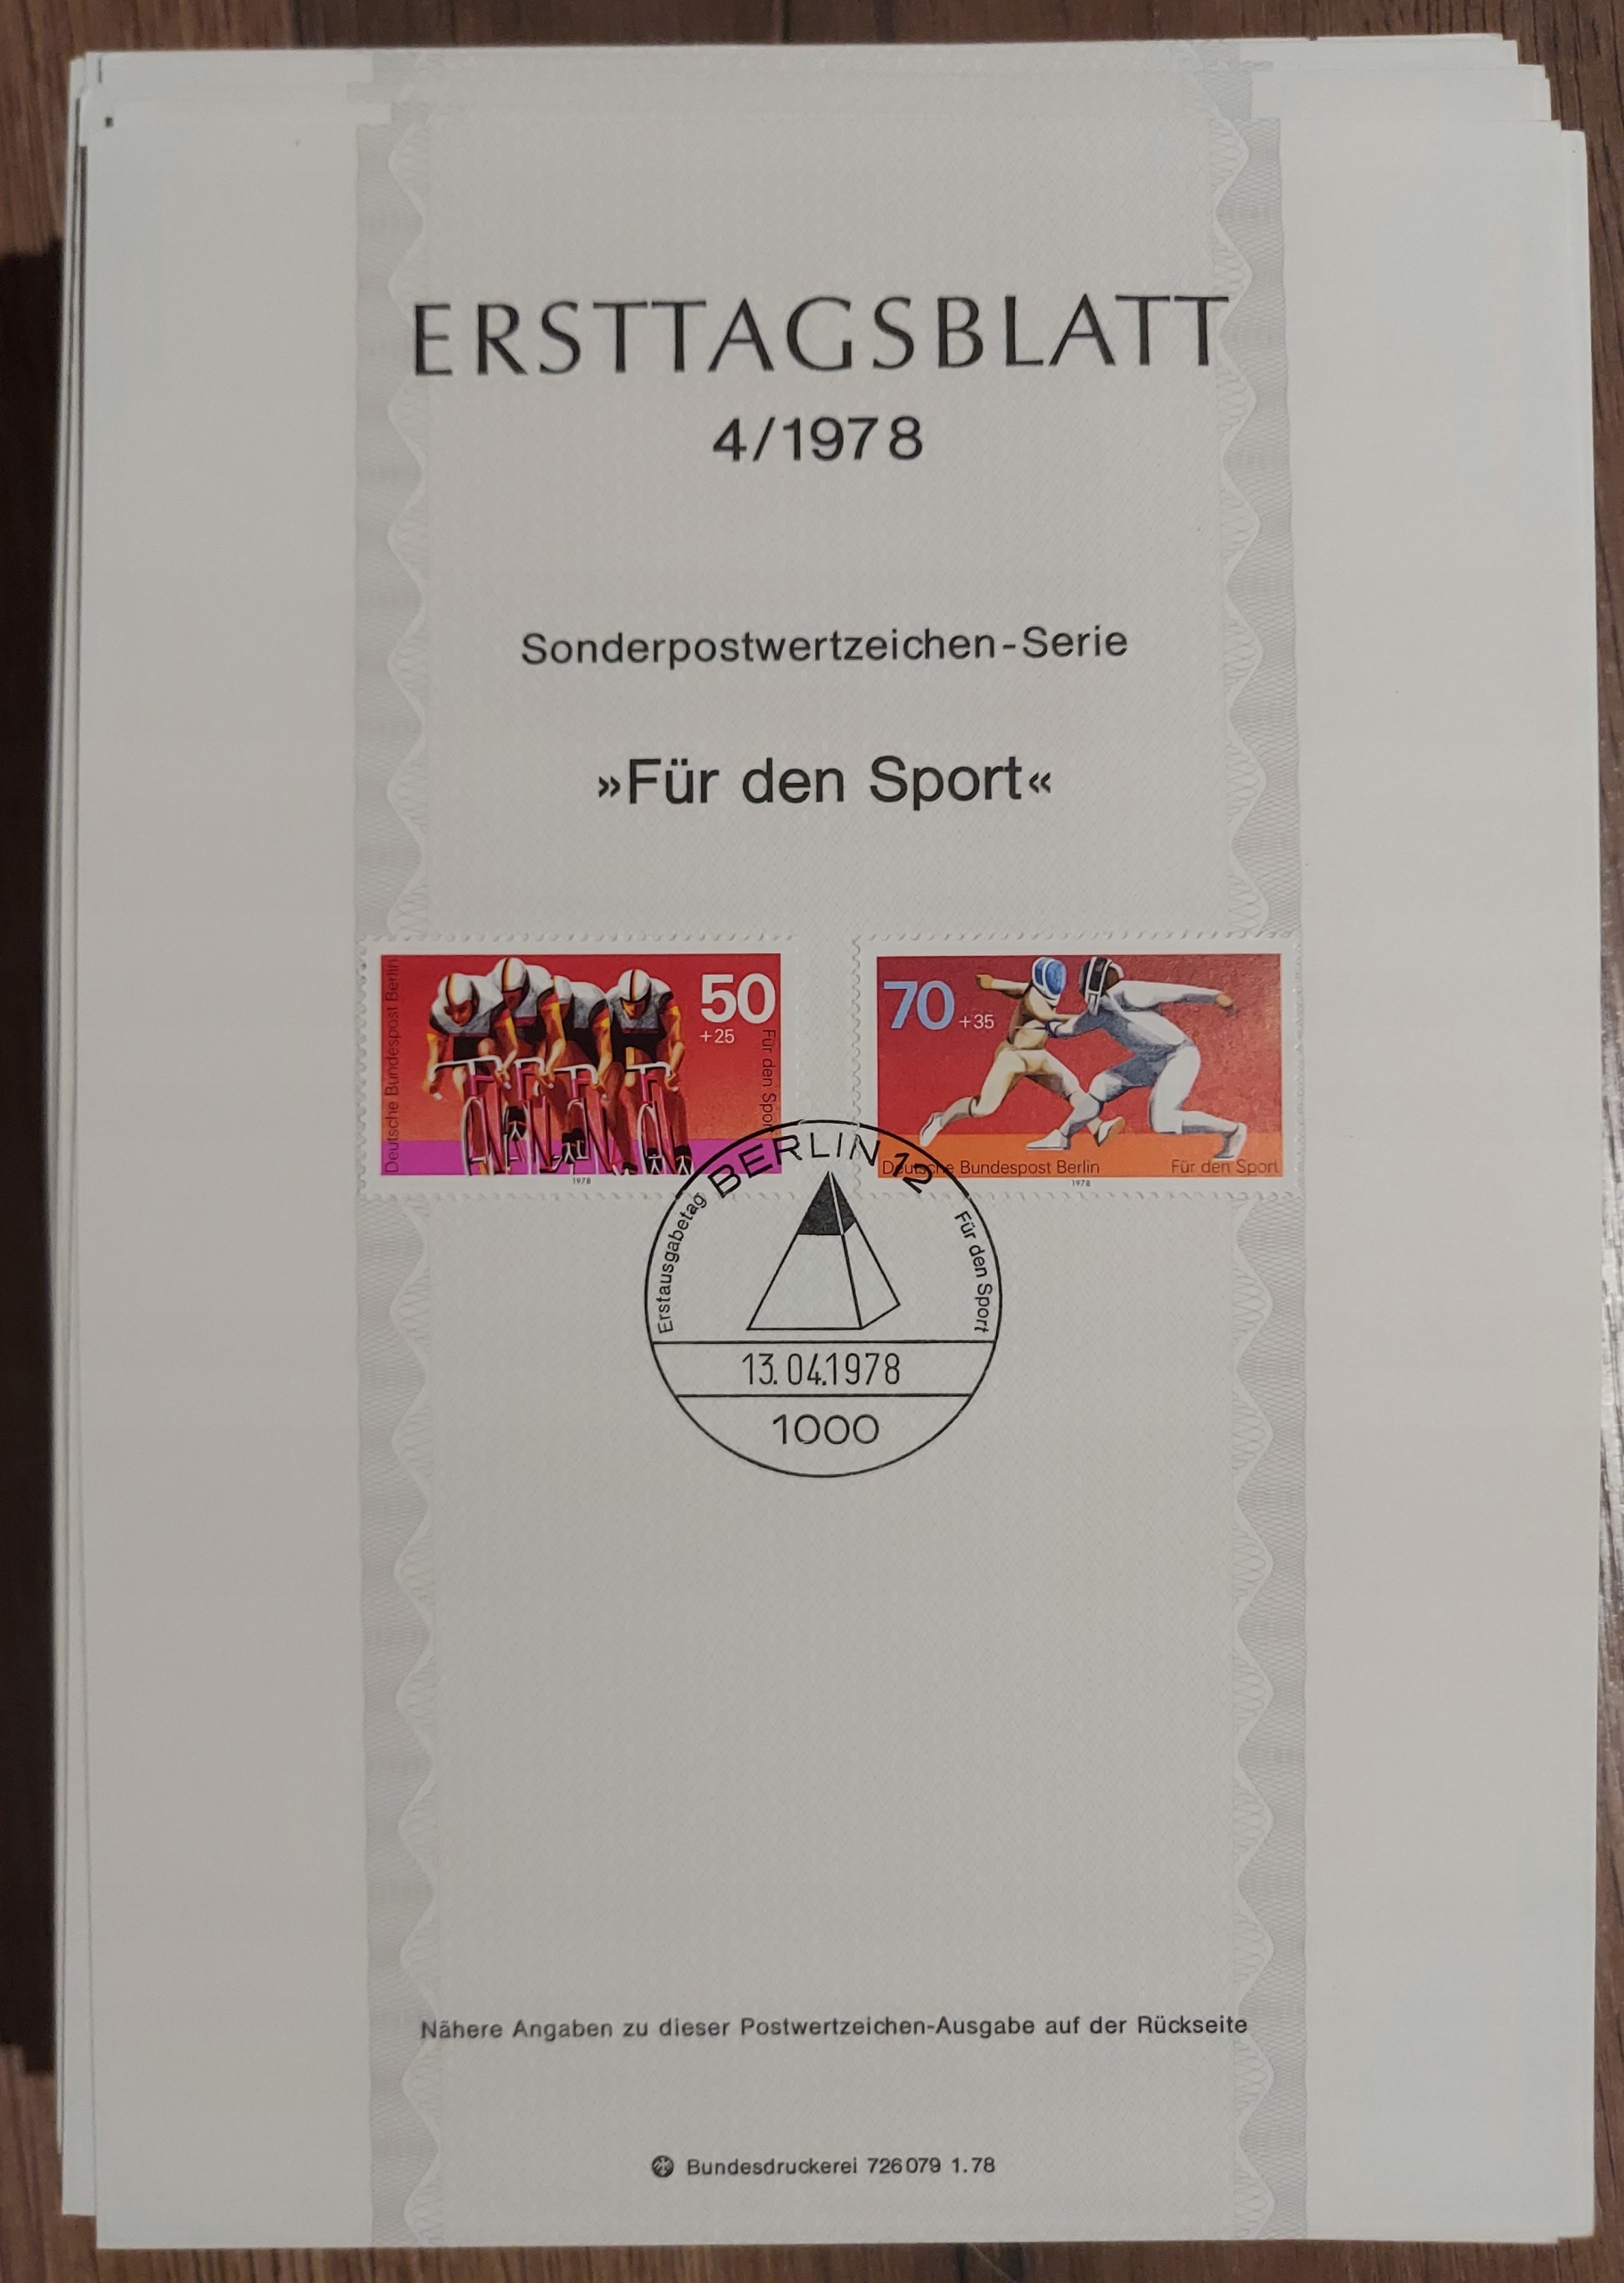 ERSTTAGSBLATT
4/1978
Sonderpostwertzeichen-Serie
»Für den Sport«
Deutsche Bundespost Berlin
50
+25
Für den Sport
1978
70 +35
Deutsche Bundespost Berlin
Für den Sport
1978
BERLIN 12
Erstausgabetag
Für den Sport
13.04.1978
1000
Nähere Angaben zu dieser Postwertzeichen-Ausgabe auf der Rückseite
Bundesdruckerei 726079 1.78